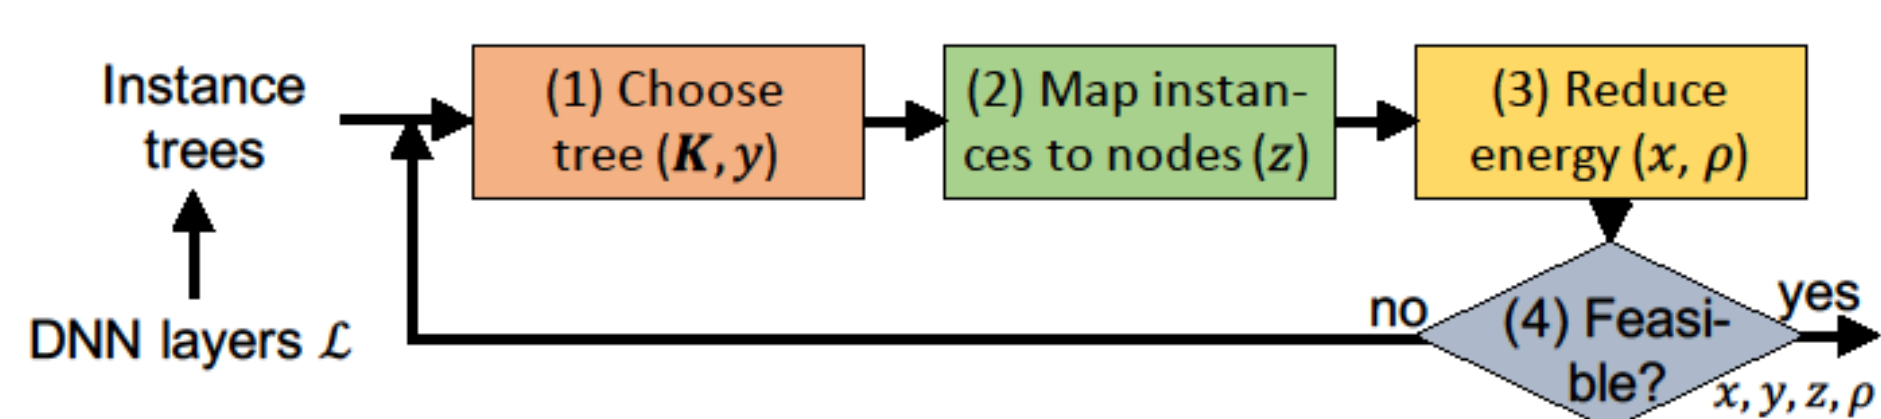 Instance
trees
DNN layers ℒ
(1) Choose
tree (K, y)
(2) Map instan-
ces to nodes (z)
(3) Reduce
energy (x, ρ)
(4) Feasi-
ble?
no
yes
x, y, z, ρ